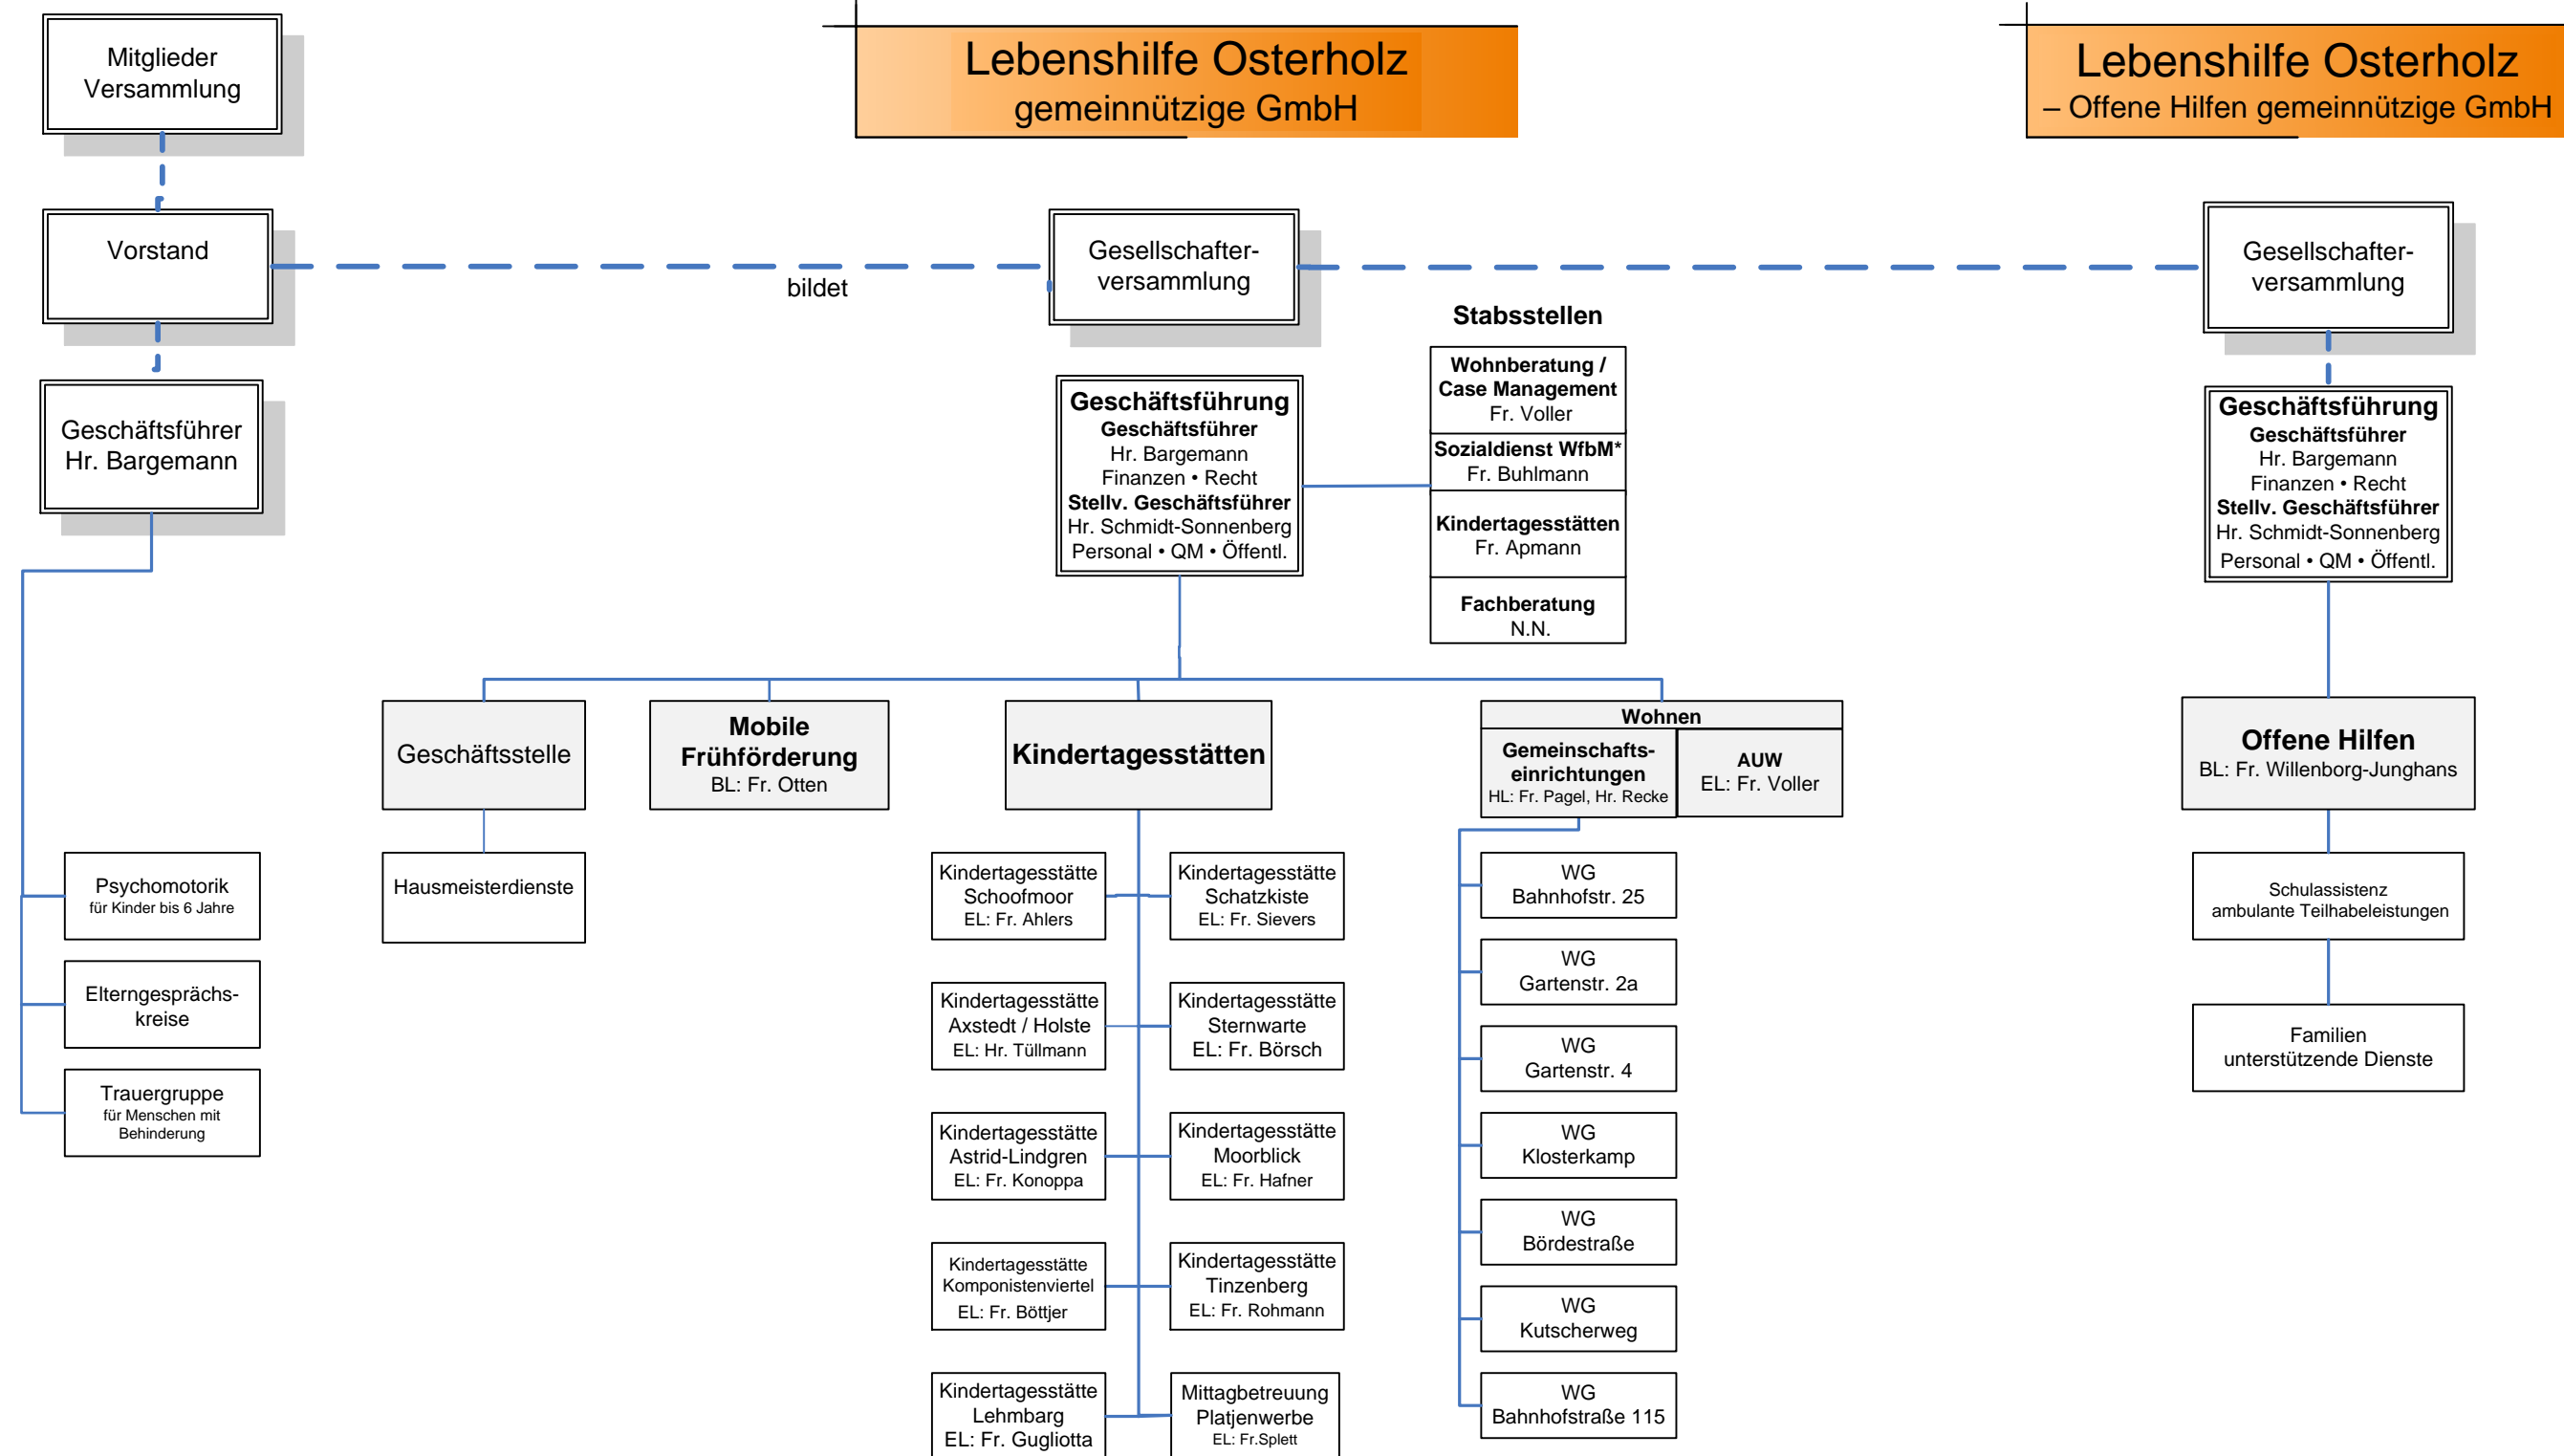 Mitglieder
Versammlung
Lebenshilfe Osterholz
gemeinnützige GmbH
Lebenshilfe Osterholz
– Offene Hilfen gemeinnützige GmbH
Vorstand
bildet
Gesellschafter-
versammlung
Gesellschafter-
versammlung
Geschäftsführer
Hr. Bargemann
Geschäftsführung
Geschäftsführer
Hr. Bargemann
Finanzen • Recht
Stellv. Geschäftsführer
Hr. Schmidt-Sonnenberg
Personal • QM • Öffentl.
Stabsstellen
Wohnberatung /
Case Management
Fr. Voller
Sozialdienst WfbM*
Fr. Buhlmann
Kindertagesstätten
Fr. Apmann
Fachberatung
N.N.
Geschäftsführung
Geschäftsführer
Hr. Bargemann
Finanzen • Recht
Stellv. Geschäftsführer
Hr. Schmidt-Sonnenberg
Personal • QM • Öffentl.
Geschäftsstelle
Mobile
Frühförderung
BL: Fr. Otten
Kindertagesstätten
Wohnen
Gemeinschafts-
einrichtungen
HL: Fr. Pagel, Hr. Recke
AUW
EL: Fr. Voller
Offene Hilfen
BL: Fr. Willenborg-Junghans
Psychomotorik
für Kinder bis 6 Jahre
Elterngesprächs-
kreise
Trauergruppe
für Menschen mit
Behinderung
Hausmeisterdienste
Kindertagesstätte
Schoofmoor
EL: Fr. Ahlers
Kindertagesstätte
Schatzkiste
EL: Fr. Sievers
Kindertagesstätte
Axstedt / Holste
EL: Hr. Tüllmann
Kindertagesstätte
Sternwarte
EL: Fr. Börsch
Kindertagesstätte
Astrid-Lindgren
EL: Fr. Konoppa
Kindertagesstätte
Moorblick
EL: Fr. Hafner
Kindertagesstätte
Komponistenviertel
EL: Fr. Böttjer
Kindertagesstätte
Tinzenberg
EL: Fr. Rohmann
Kindertagesstätte
Lehmbarg
EL: Fr. Gugliotta
Mittagbetreuung
Platjenwerbe
EL: Fr.Splett
WG
Bahnhofstr. 25
WG
Gartenstr. 2a
WG
Gartenstr. 4
WG
Klosterkamp
WG
Bördestraße
WG
Kutscherweg
WG
Bahnhofstraße 115
Schulassistenz
ambulante Teilhabeleistungen
Familien
unterstützende Dienste